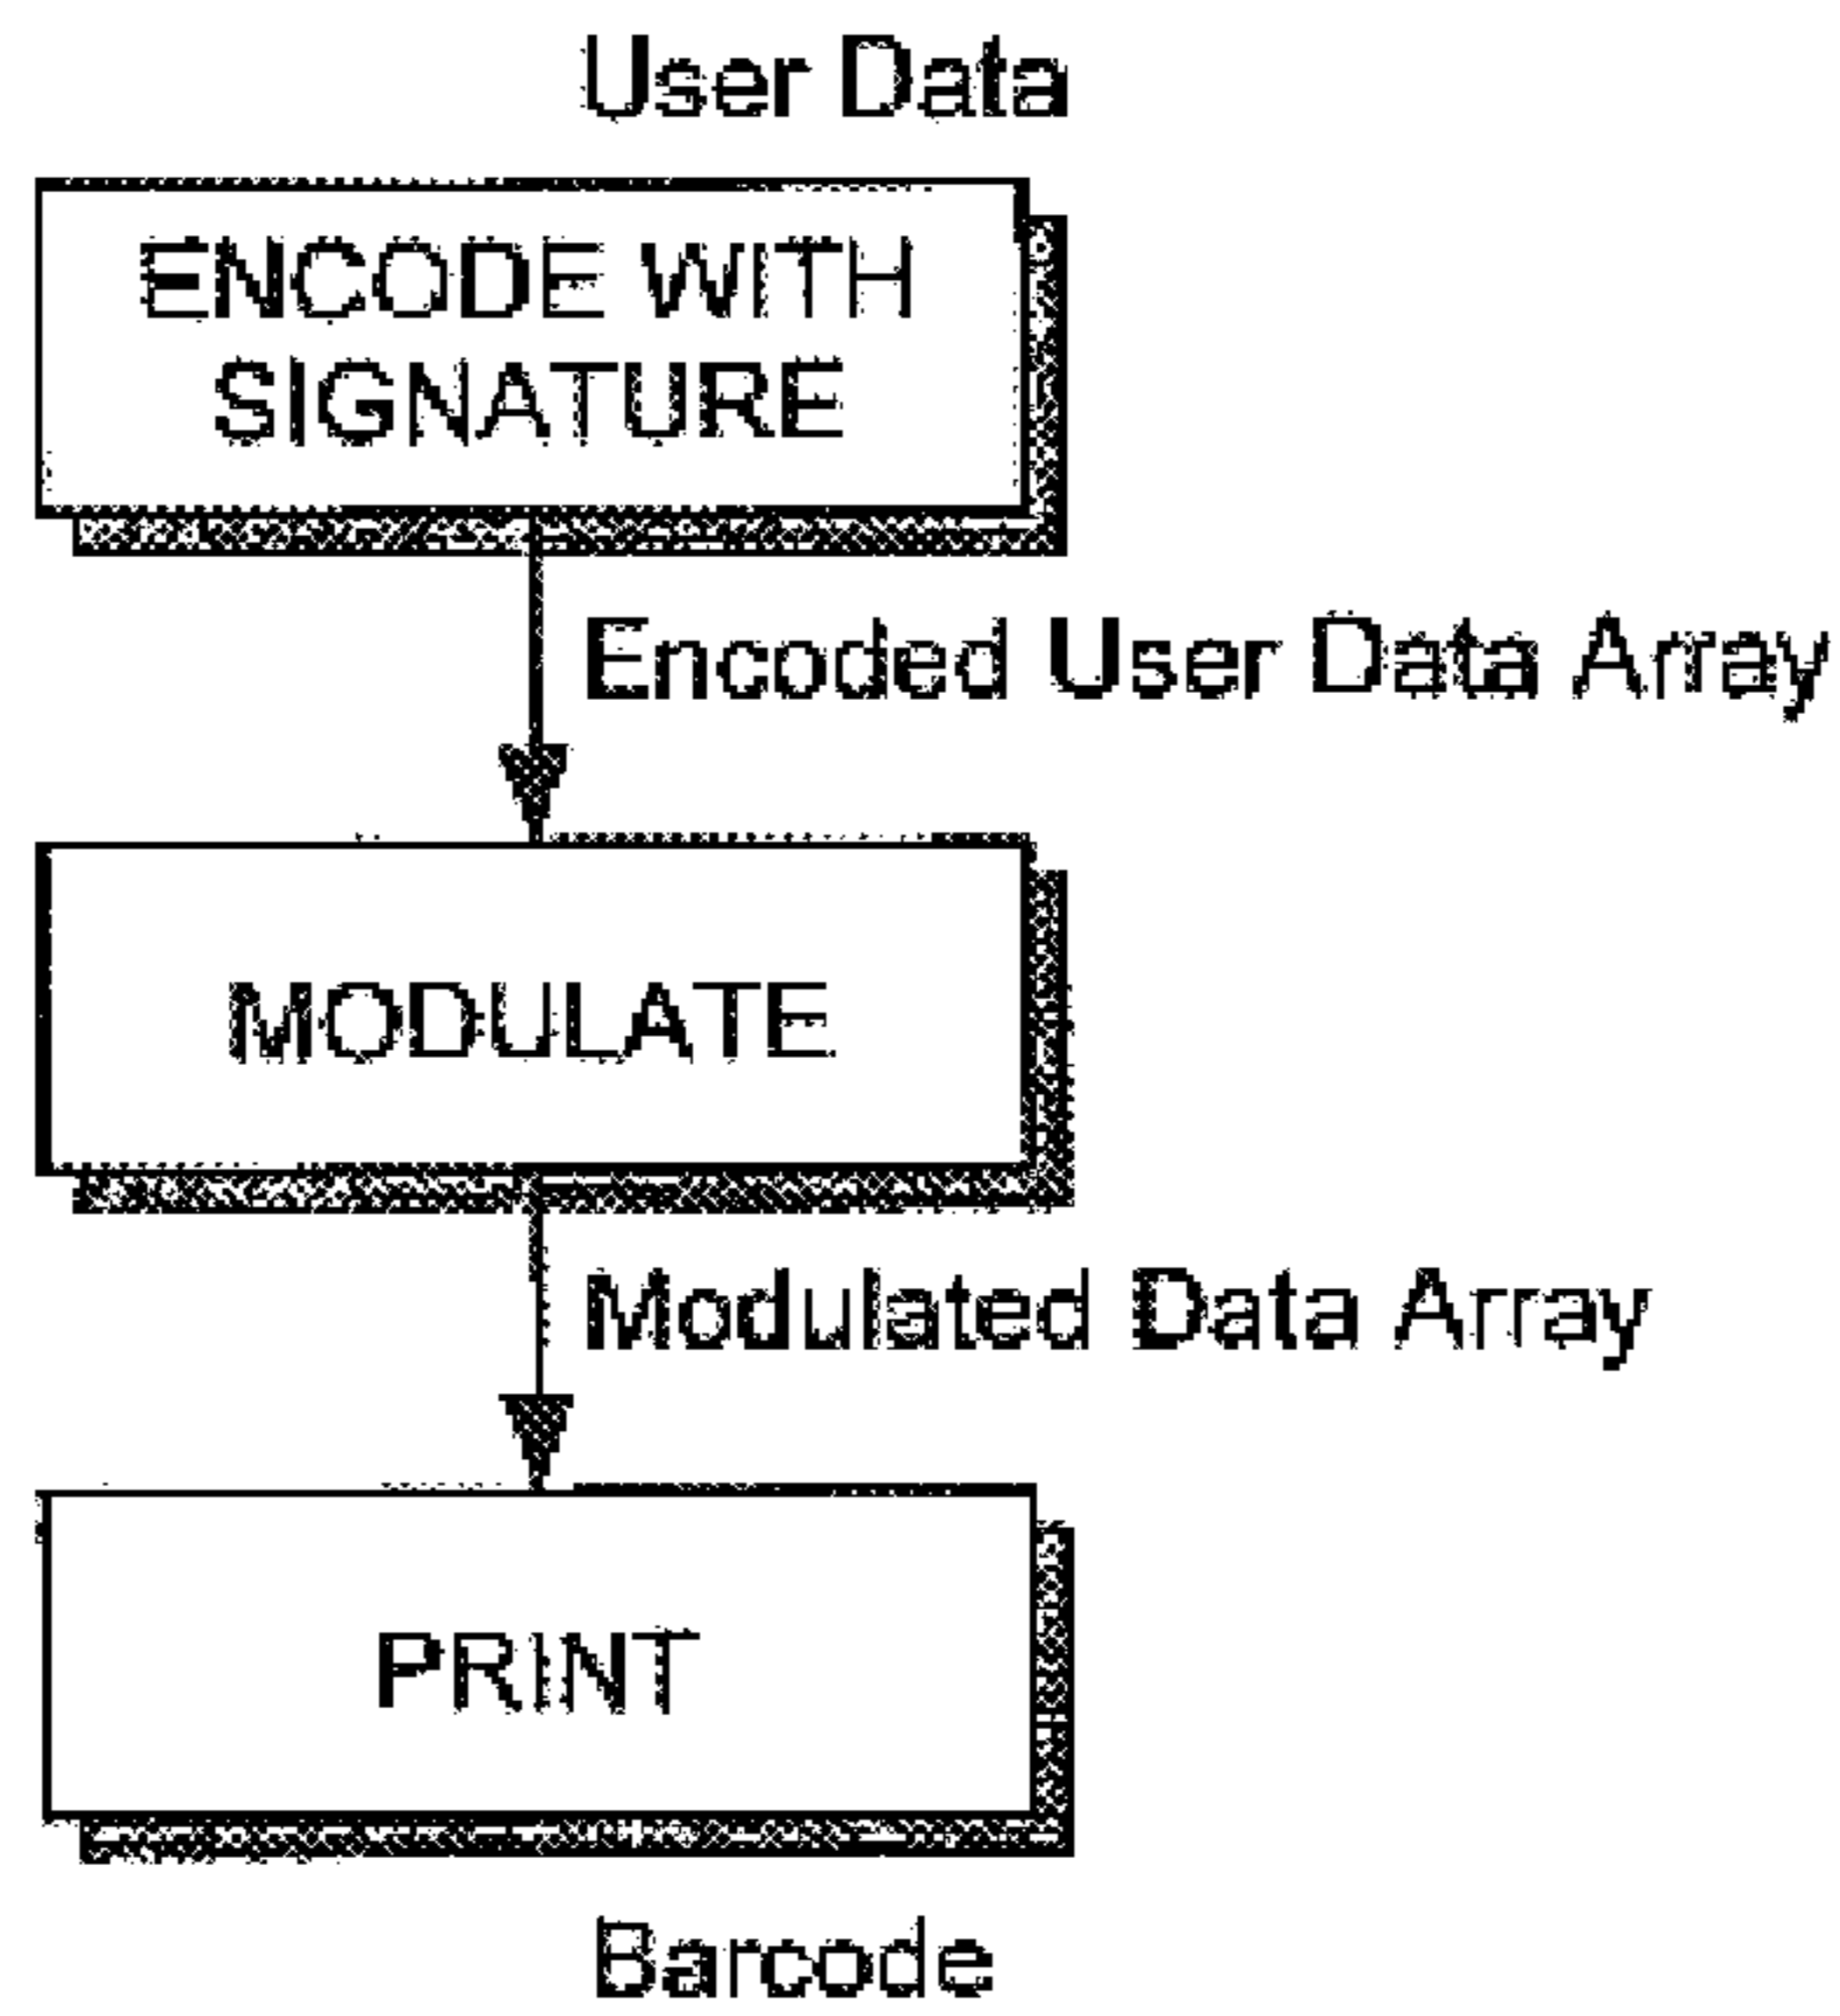 User Data
ENCODE WITH
SIGNATURE
Encoded User Data Array
MODULATE
Modulated Data Array
PRINT
Barcode